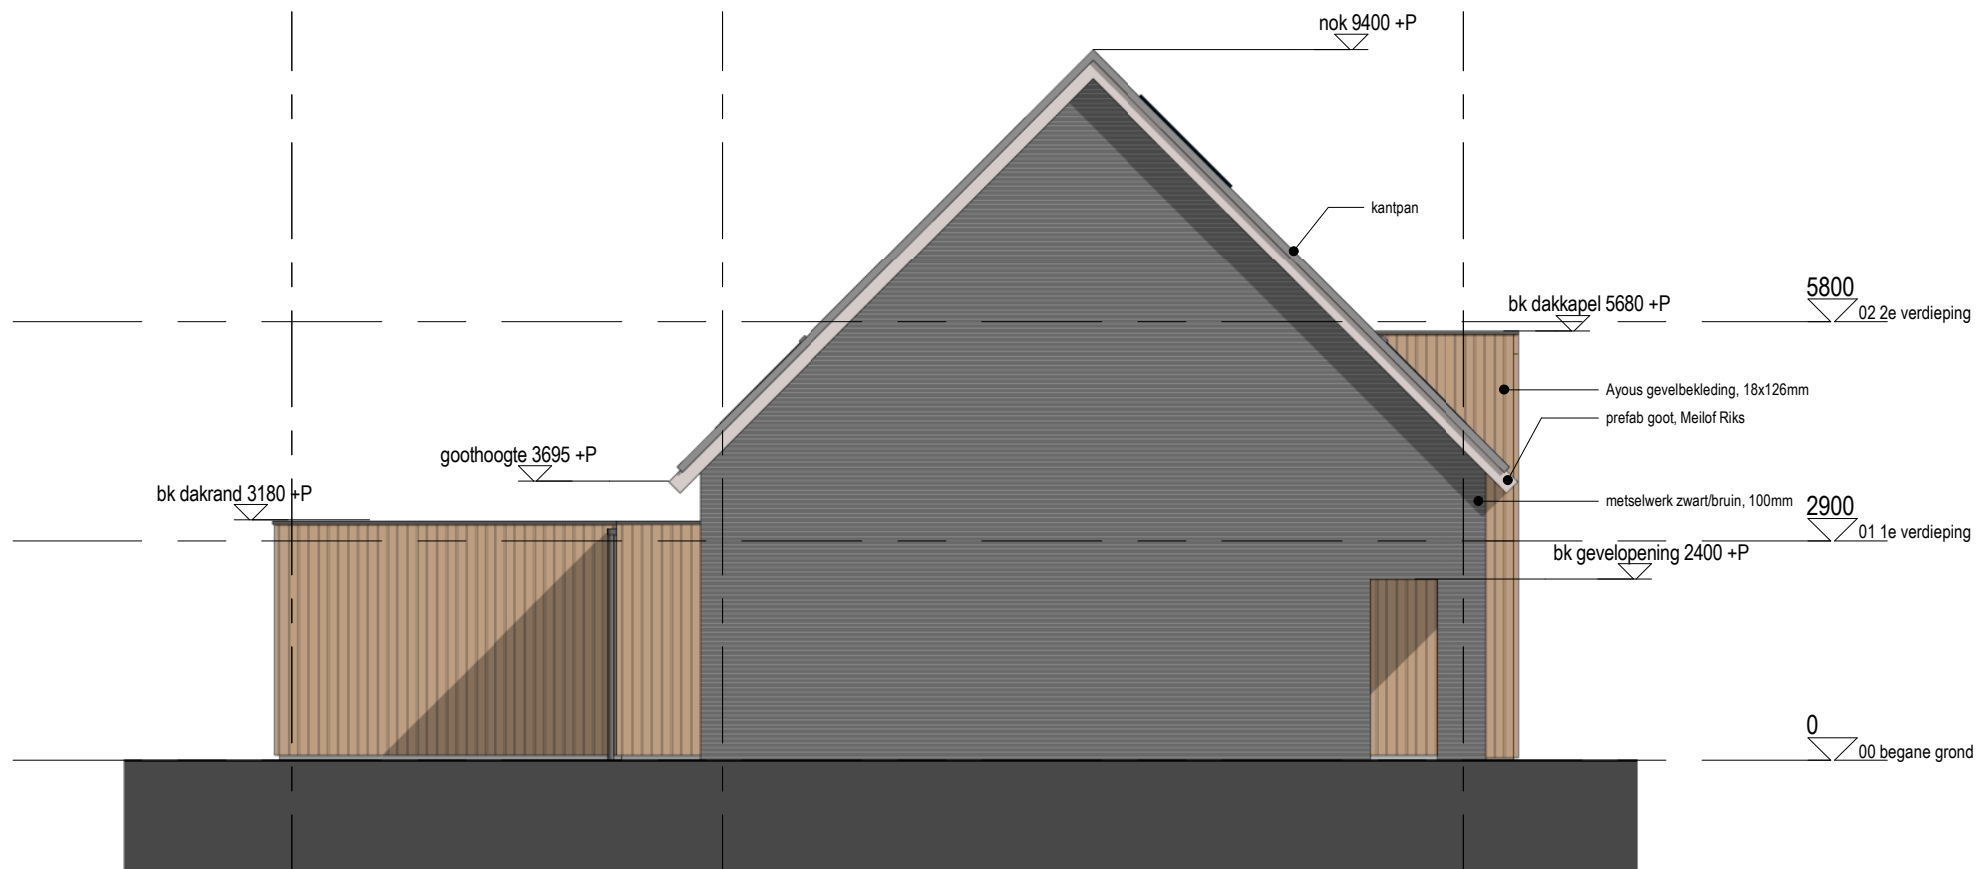 nok 9400 +P
kantpan
5800
bk dakkapel 5680 +P
02 2e verdieping
Ayous gevelbekleding, 18x126mm
prefab goot, Meilof Riks
goothoogte 3695 +P
bk dakrand 3180 +P
metselwerk zwart/bruin, 100mm
2900
01 1e verdieping
bk gevelopening 2400 +P
0
00 begane grond